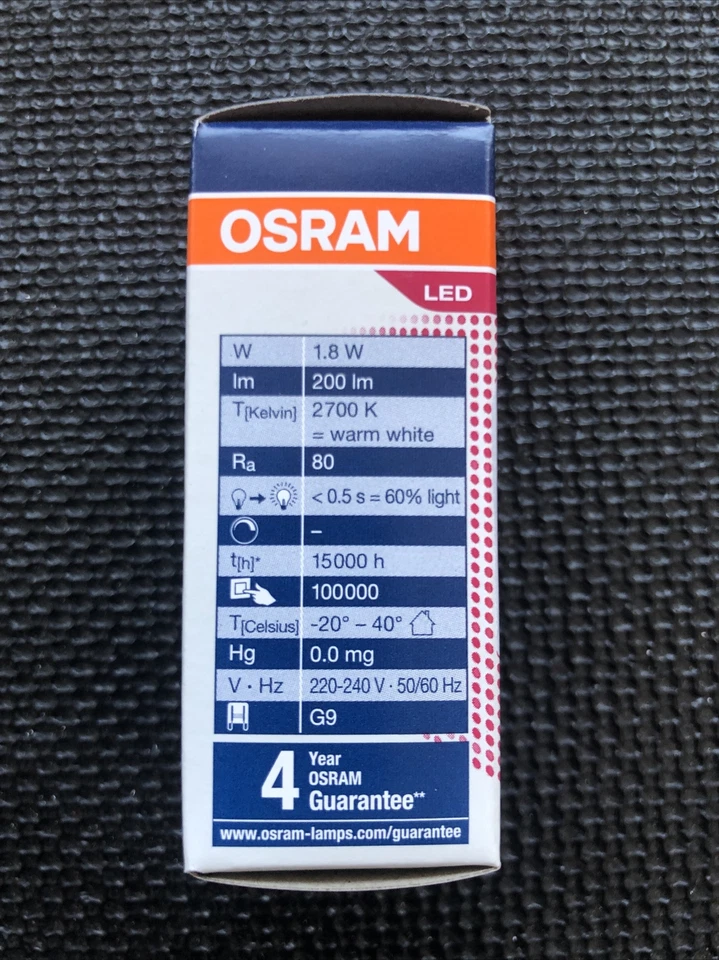 OSRAM
LED
W 1.8 W
lm 200 lm
T[Kelvin] 2700 K
= warm white
Ra 80
< 0.5 s = 60% light
–
t[h]* 15000 h
100000
T[Celsius] -20° – 40°
Hg 0.0 mg
V · Hz 220-240 V · 50/60 Hz
G9
4 Year
OSRAM
Guarantee**
www.osram-lamps.com/guarantee